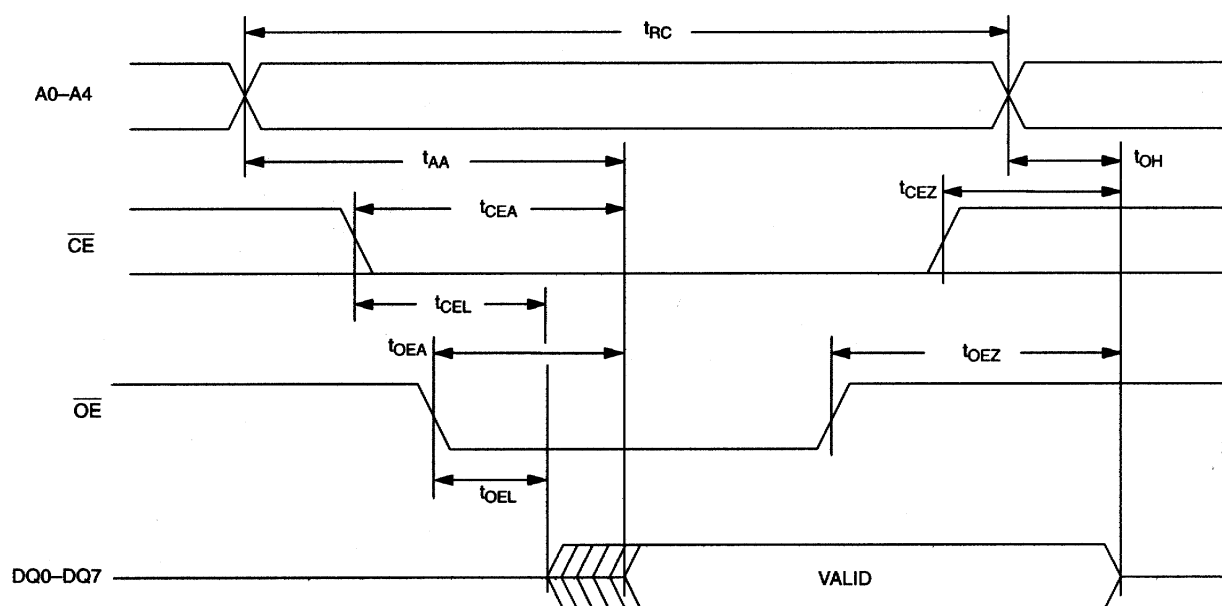 tRC
A0–A4
tAA
tOH
tCEZ
tCEA
CE
tCEL
tOEA
tOEZ
OE
tOEL
DQ0–DQ7
VALID